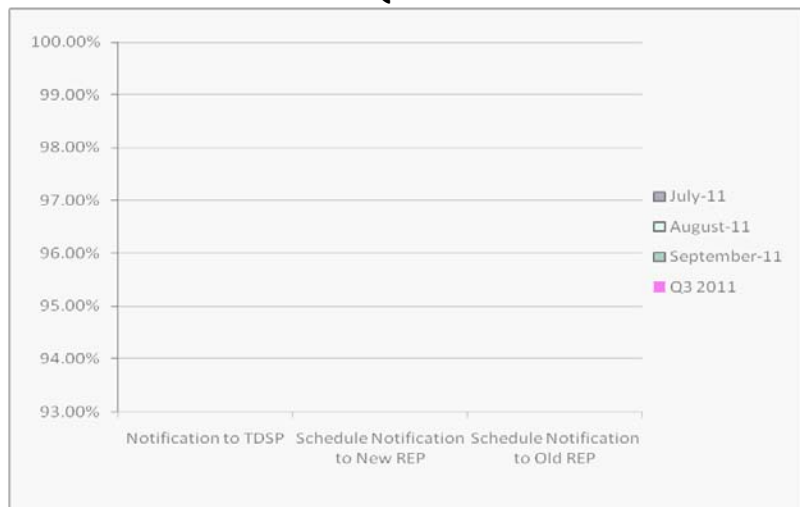 100.00%
99.00%
98.00%
97.00%
96.00%
95.00%
94.00%
93.00%
Notification to TDSP
Schedule Notification
to New REP
Schedule Notification
to Old REP
July-11
August-11
September-11
Q3 2011